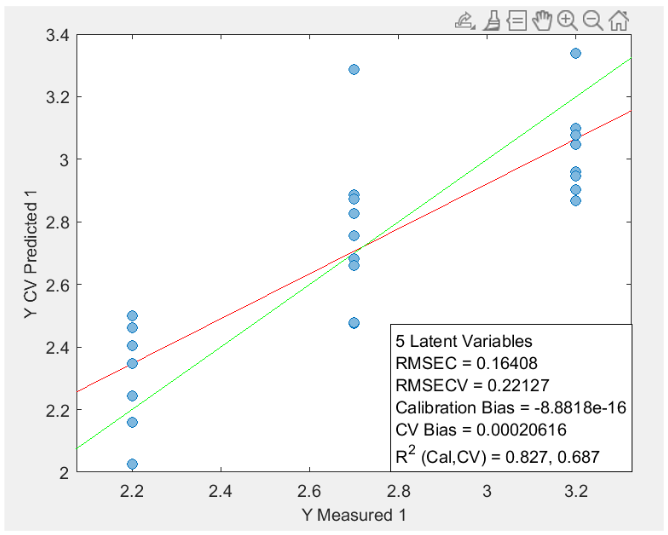 3.4
3.2
3
2.8
2.6
2.4
2.2
2
Y CV Predicted 1
5 Latent Variables
RMSEC = 0.16408
RMSECV = 0.22127
Calibration Bias = -8.8818e-16
CV Bias = 0.00020616
R² (Cal,CV) = 0.827, 0.687
2.2 2.4 2.6 2.8 3 3.2
Y Measured 1